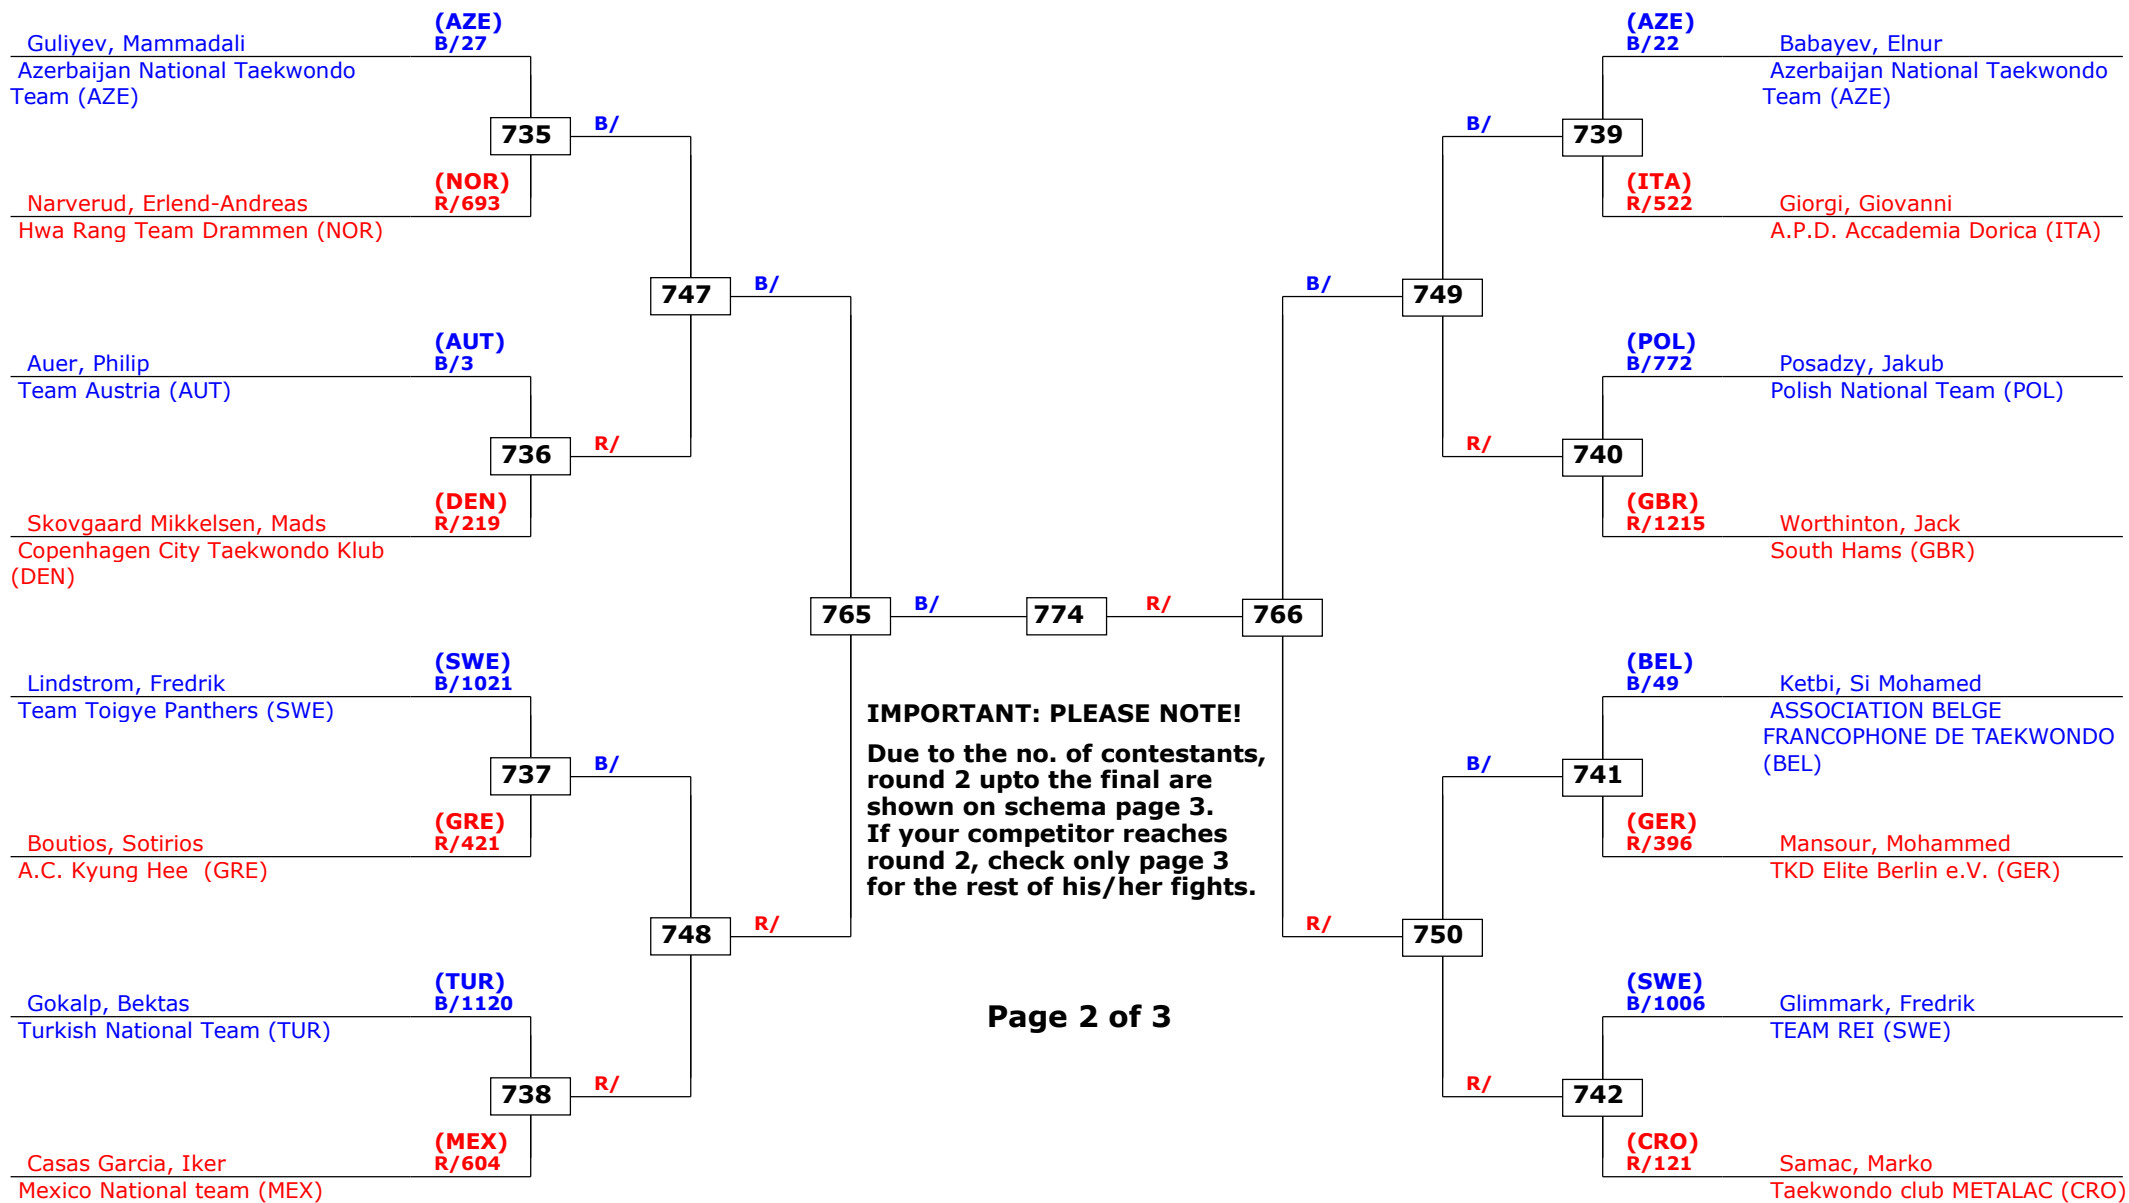 (AZE)
Guliyev, Mammadali B/27
Azerbaijan National Taekwondo
Team (AZE)
735 B/
(NOR)
Narverud, Erlend-Andreas R/693
Hwa Rang Team Drammen (NOR)
747 B/
(AUT)
Auer, Philip B/3
Team Austria (AUT)
736 R/
(DEN)
Skovgaard Mikkelsen, Mads R/219
Copenhagen City Taekwondo Klub
(DEN)
765 B/ 774 R/ 766
(SWE)
Lindstrom, Fredrik B/1021
Team Toigye Panthers (SWE)
737 B/
(GRE)
Boutios, Sotirios R/421
A.C. Kyung Hee (GRE)
748 R/
(TUR)
Gokalp, Bektas B/1120
Turkish National Team (TUR)
738 R/
(MEX)
Casas Garcia, Iker R/604
Mexico National team (MEX)
IMPORTANT: PLEASE NOTE!
Due to the no. of contestants,
round 2 upto the final are
shown on schema page 3.
If your competitor reaches
round 2, check only page 3
for the rest of his/her fights.
Page 2 of 3
(AZE)
B/22 Babayev, Elnur
Azerbaijan National Taekwondo
Team (AZE)
B/ 739
(ITA)
R/522 Giorgi, Giovanni
A.P.D. Accademia Dorica (ITA)
B/ 749
(POL)
B/772 Posadzy, Jakub
Polish National Team (POL)
R/ 740
(GBR)
R/1215 Worthinton, Jack
South Hams (GBR)
(BEL)
B/49 Ketbi, Si Mohamed
ASSOCIATION BELGE
FRANCOPHONE DE TAEKWONDO
(BEL)
B/ 741
(GER)
R/396 Mansour, Mohammed
TKD Elite Berlin e.V. (GER)
R/ 750
(SWE)
B/1006 Glimmark, Fredrik
TEAM REI (SWE)
R/ 742
(CRO)
R/121 Samac, Marko
Taekwondo club METALAC (CRO)